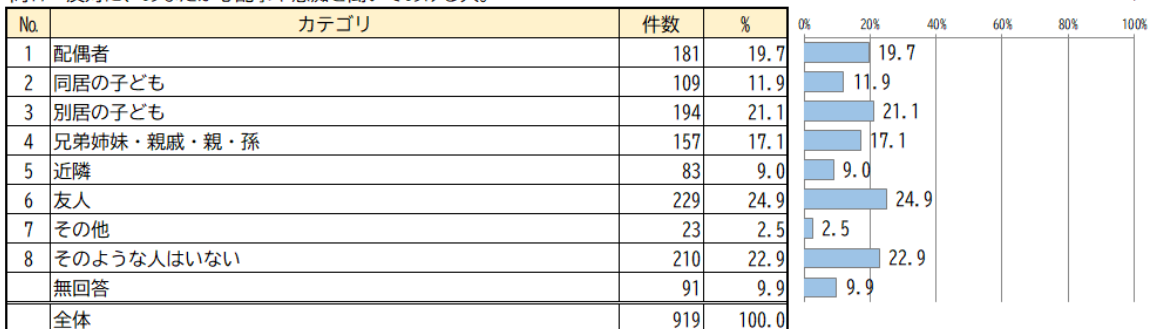 No. カテゴリ 件数 % 0% 20% 40% 60% 80% 100%
1 配偶者 181 19.7 19.7
2 同居の子ども 109 11.9 11.9
3 別居の子ども 194 21.1 21.1
4 兄弟姉妹・親戚・親・孫 157 17.1 17.1
5 近隣 83 9.0 9.0
6 友人 229 24.9 24.9
7 その他 23 2.5 2.5
8 そのような人はいない 210 22.9 22.9
無回答 91 9.9 9.9
全体 919 100.0